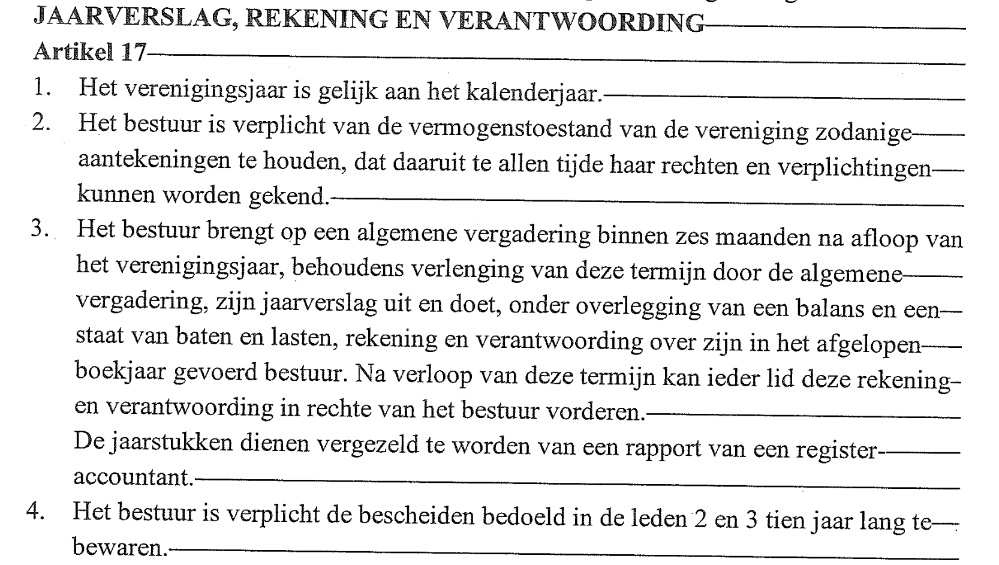 JAARVERSLAG, REKENING EN VERANTWOORDING
Artikel 17
1. Het verenigingsjaar is gelijk aan het kalenderjaar.
2. Het bestuur is verplicht van de vermogenstoestand van de vereniging zodanige
aantekeningen te houden, dat daaruit te allen tijde haar rechten en verplichtingen
kunnen worden gekend.
3. Het bestuur brengt op een algemene vergadering binnen zes maanden na afloop van
het verenigingsjaar, behoudens verlenging van deze termijn door de algemene
vergadering, zijn jaarverslag uit en doet, onder overlegging van een balans en een
staat van baten en lasten, rekening en verantwoording over zijn in het afgelopen
boekjaar gevoerd bestuur. Na verloop van deze termijn kan ieder lid deze rekening
en verantwoording in rechte van het bestuur vorderen.
De jaarstukken dienen vergezeld te worden van een rapport van een register-
accountant.
4. Het bestuur is verplicht de bescheiden bedoeld in de leden 2 en 3 tien jaar lang te
bewaren.